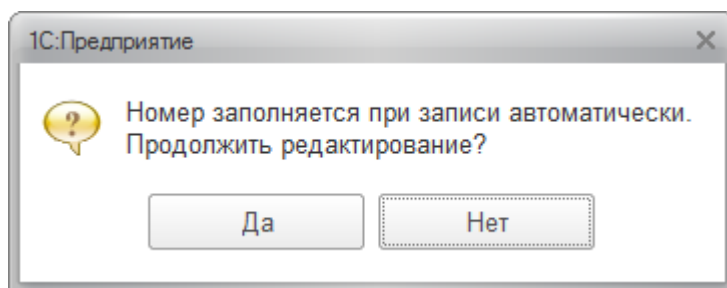 1С:Предприятие
Номер заполняется при записи автоматически.
Продолжить редактирование?
Да
Нет